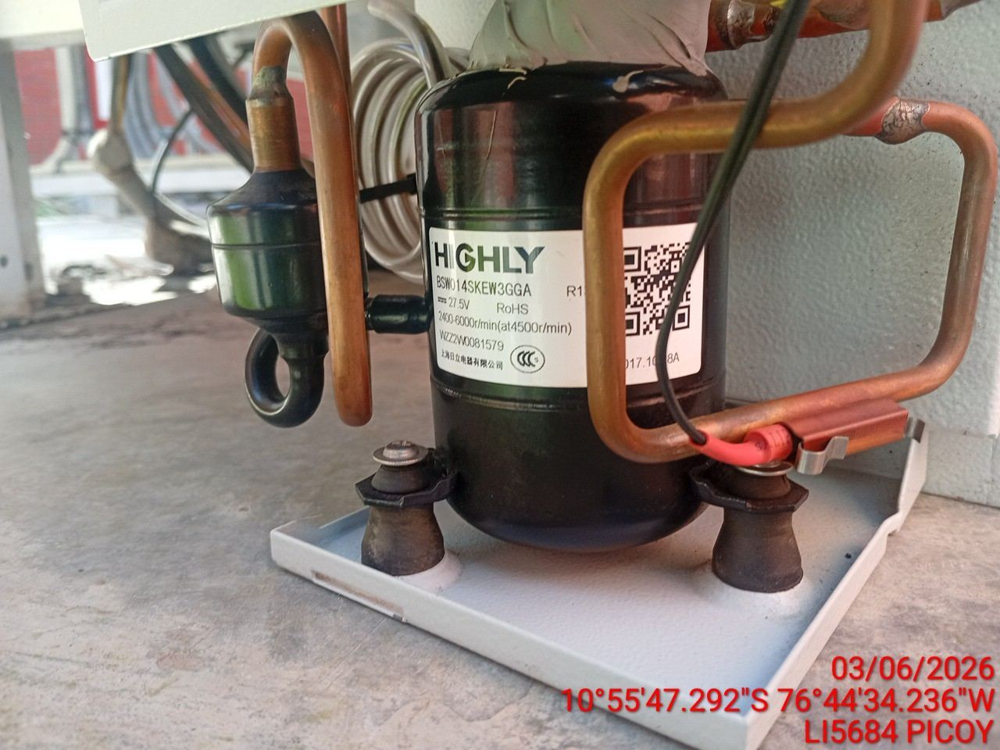 HIGHLY
BSW014SKEW3GGA
27.5V RoHS
2400-6000r/min(at4500r/min)
WZZ2W0081579
上海日立电器有限公司
CCC
03/06/2026
10°55'47.292"S 76°44'34.236"W
LI5684 PICOY